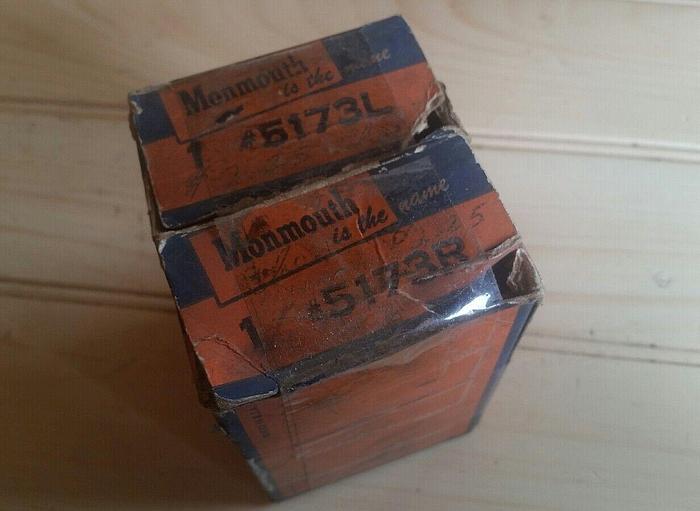 Monmouth
is the name
1 #5173L
Monmouth
is the name
1 #5173R